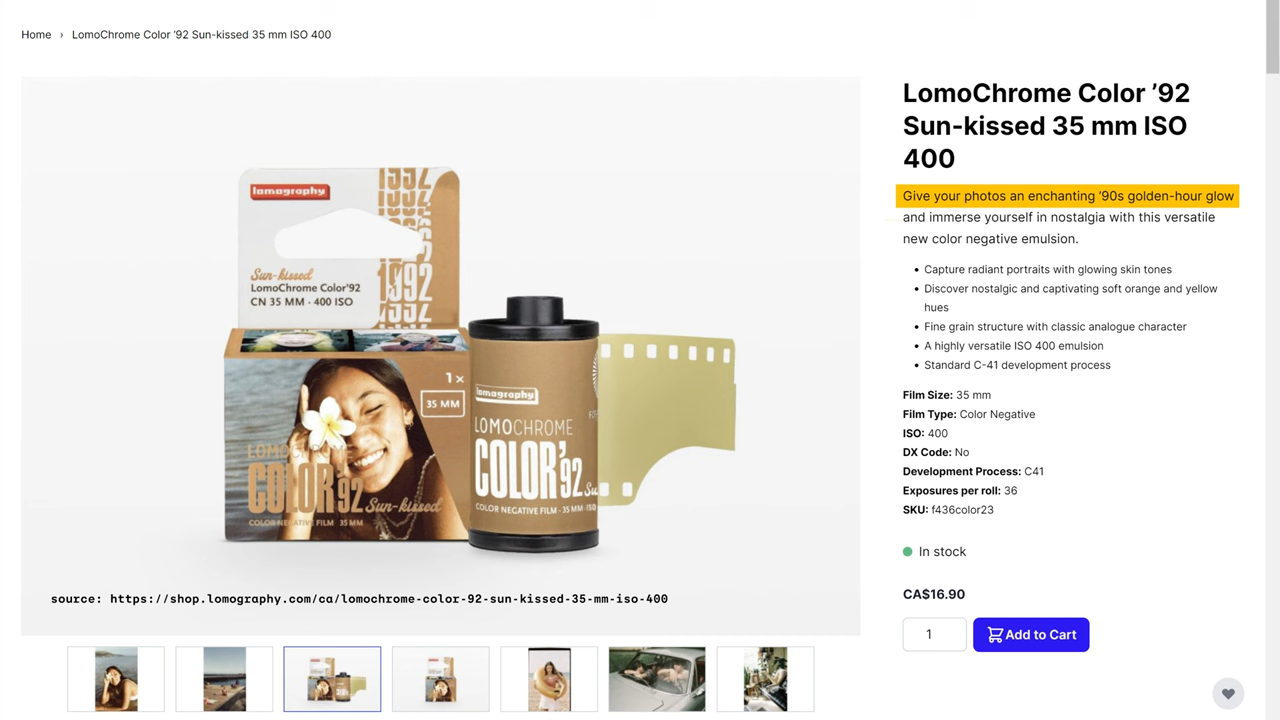 Home › LomoChrome Color '92 Sun-kissed 35 mm ISO 400
LomoChrome Color ’92
Sun-kissed 35 mm ISO
400
Give your photos an enchanting ’90s golden-hour glow
and immerse yourself in nostalgia with this versatile
new color negative emulsion.
• Capture radiant portraits with glowing skin tones
• Discover nostalgic and captivating soft orange and yellow
hues
• Fine grain structure with classic analogue character
• A highly versatile ISO 400 emulsion
• Standard C-41 development process
Film Size: 35 mm
Film Type: Color Negative
ISO: 400
DX Code: No
Development Process: C41
Exposures per roll: 36
SKU: f436color23
In stock
CA$16.90
1
Add to Cart
lomography
1992
Sun-kissed
LomoChrome Color'92
CN 35 MM · 400 ISO
1 x
35 MM
LOMOCHROME
COLOR'92 Sun-kissed
COLOR NEGATIVE FILM 35 MM
lomography
LOMOCHROME
COLOR'92
COLOR NEGATIVE FILM · 35 MM · ISO
source: https://shop.lomography.com/ca/lomochrome-color-92-sun-kissed-35-mm-iso-400